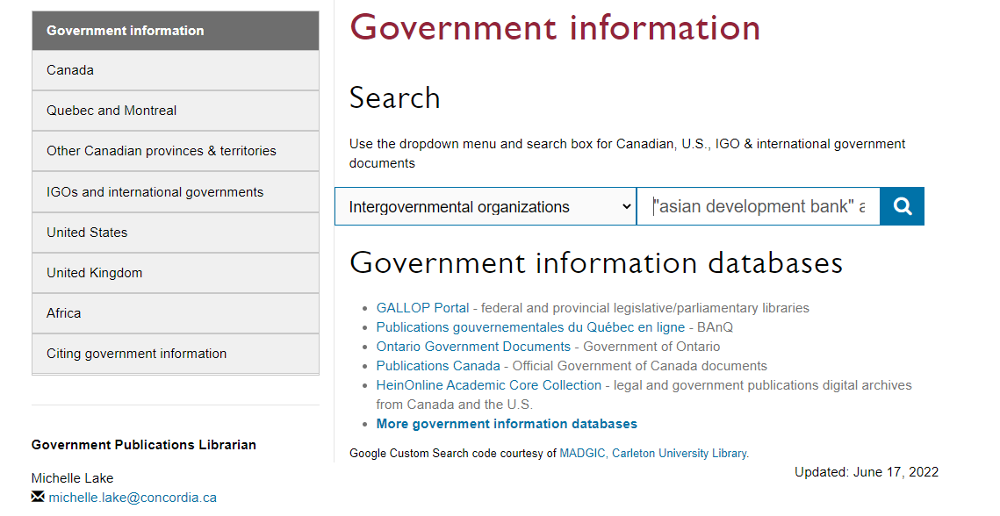 Government information
Canada
Quebec and Montreal
Other Canadian provinces & territories
IGOs and international governments
United States
United Kingdom
Africa
Citing government information
Government Publications Librarian
Michelle Lake
michelle.lake@concordia.ca
Government information
Search
Use the dropdown menu and search box for Canadian, U.S., IGO & international government
documents
Intergovernmental organizations
"asian development bank" a
Government information databases
GALLOP Portal - federal and provincial legislative/parliamentary libraries
Publications gouvernementales du Québec en ligne - BAnQ
Ontario Government Documents - Government of Ontario
Publications Canada - Official Government of Canada documents
HeinOnline Academic Core Collection - legal and government publications digital archives
from Canada and the U.S.
More government information databases
Google Custom Search code courtesy of MADGIC, Carleton University Library.
Updated: June 17, 2022